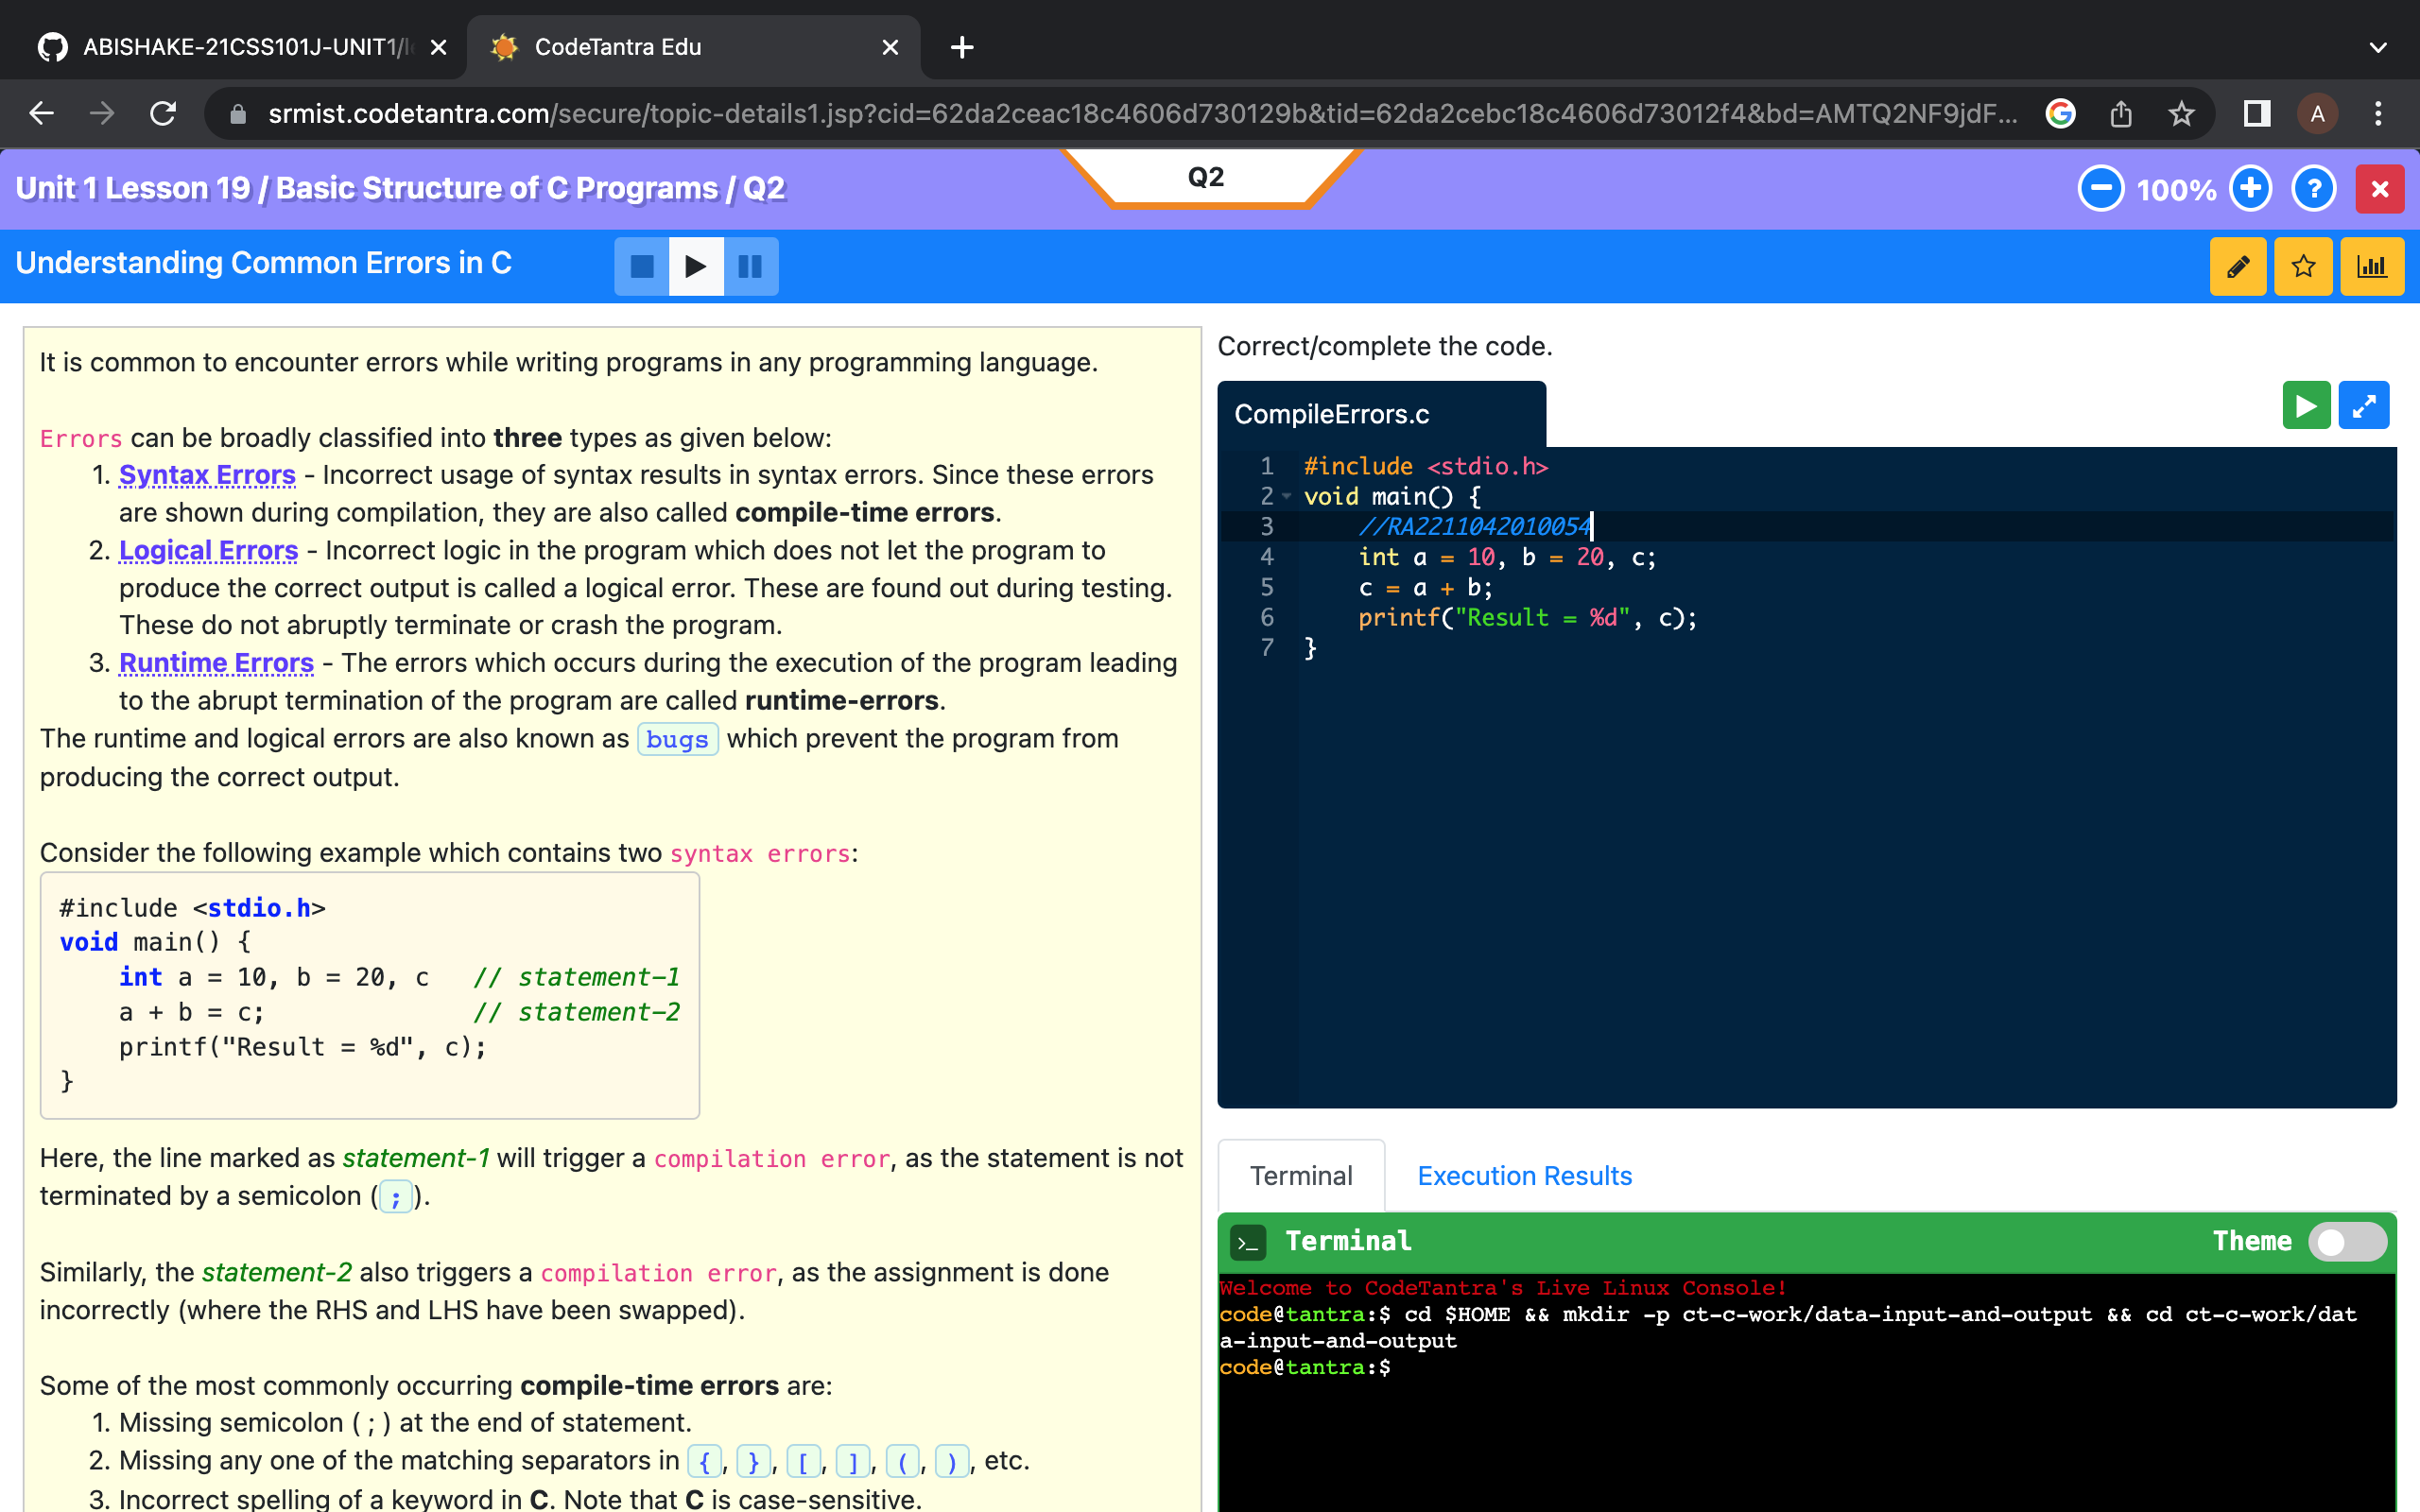 ABISHAKE-21CSS101J-UNIT1/
CodeTantra Edu
srmist.codetantra.com/secure/topic-details1.jsp?cid=62da2ceac18c4606d730129b&tid=62da2cebc18c4606d73012f4&bd=AMTQ2NF9jdF...
A
Unit 1 Lesson 19 / Basic Structure of C Programs / Q2
Q2
100%
?
Understanding Common Errors in C
It is common to encounter errors while writing programs in any programming language.
Errors can be broadly classified into three types as given below:
1. Syntax Errors - Incorrect usage of syntax results in syntax errors. Since these errors
are shown during compilation, they are also called compile-time errors.
2. Logical Errors - Incorrect logic in the program which does not let the program to
produce the correct output is called a logical error. These are found out during testing.
These do not abruptly terminate or crash the program.
3. Runtime Errors - The errors which occurs during the execution of the program leading
to the abrupt termination of the program are called runtime-errors.
The runtime and logical errors are also known as bugs which prevent the program from
producing the correct output.
Consider the following example which contains two syntax errors:
#include <stdio.h>
void main() {
    int a = 10, b = 20, c   // statement-1
    a + b = c;              // statement-2
    printf("Result = %d", c);
}
Here, the line marked as statement-1 will trigger a compilation error, as the statement is not
terminated by a semicolon ( ; ).
Similarly, the statement-2 also triggers a compilation error, as the assignment is done
incorrectly (where the RHS and LHS have been swapped).
Some of the most commonly occurring compile-time errors are:
1. Missing semicolon ( ; ) at the end of statement.
2. Missing any one of the matching separators in { , } , [ , ] , ( , ) , etc.
3. Incorrect spelling of a keyword in C. Note that C is case-sensitive.
Correct/complete the code.
CompileErrors.c
1 #include <stdio.h>
2 void main() {
3     //RA2211042010054
4     int a = 10, b = 20, c;
5     c = a + b;
6     printf("Result = %d", c);
7 }
Terminal
Execution Results
>_ Terminal
Theme
Welcome to CodeTantra's Live Linux Console!
code@tantra:$ cd $HOME && mkdir -p ct-c-work/data-input-and-output && cd ct-c-work/dat
a-input-and-output
code@tantra:$